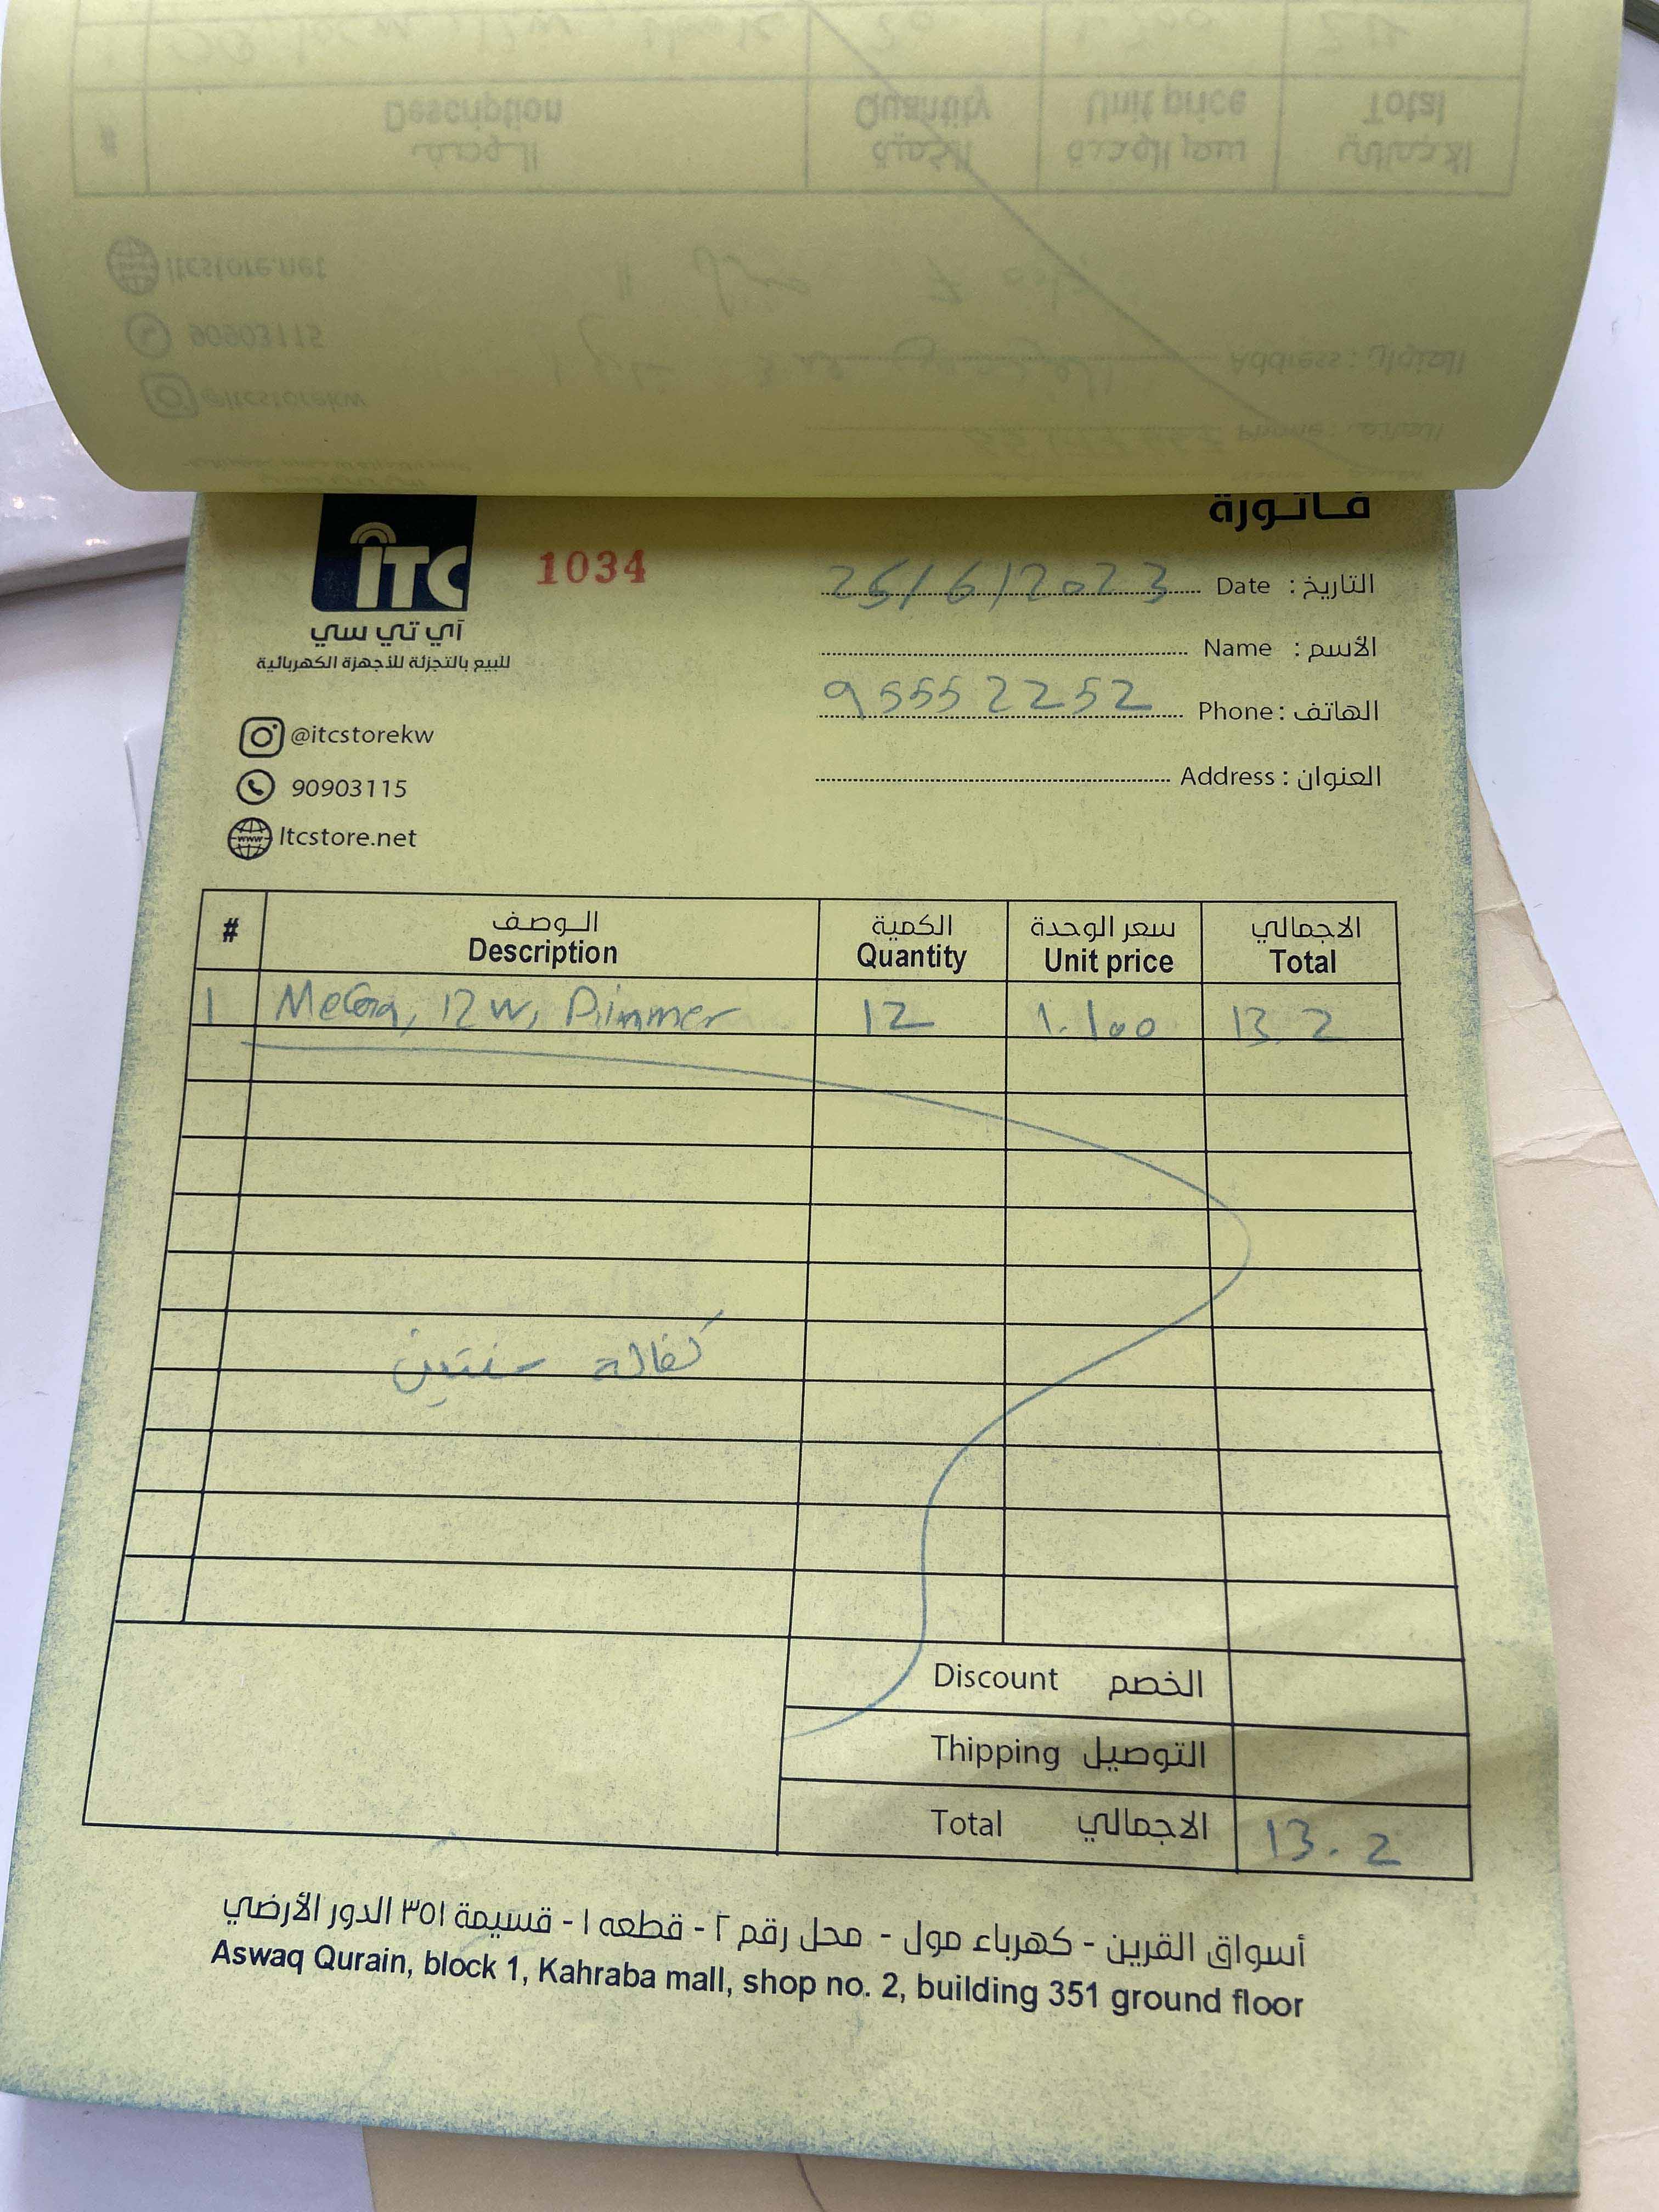 فاتورة
ITC
1034
آي تي سي
للبيع بالتجزئة للأجهزة الكهربائية
@itcstorekw
90903115
Itcstore.net
التاريخ : Date 25/6/2023
الأسم : Name
الهاتف : Phone 95552252
العنوان : Address
# الوصف الكمية سعر الوحدة الاجمالي
Description Quantity Unit price Total
1 MeGa, 12w, Dimmer 12 1.100 13.2
كفالة سنتين
Discount الخصم
Thipping التوصيل
Total الاجمالي 13.2
أسواق القرين - كهرباء مول - محل رقم ٢ - قطعه ١ - قسيمة ٣٥١ الدور الأرضي
Aswaq Qurain, block 1, Kahraba mall, shop no. 2, building 351 ground floor